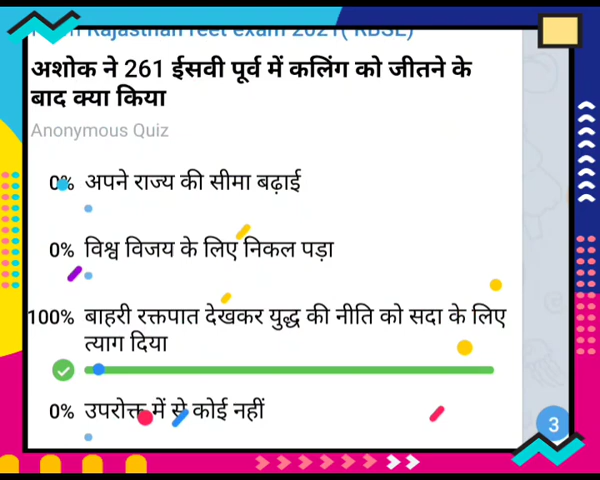 Rajasthan reet exam 2021( RBSE)
अशोक ने 261 ईसवी पूर्व में कलिंग को जीतने के
बाद क्या किया
Anonymous Quiz
0% अपने राज्य की सीमा बढ़ाई
0% विश्व विजय के लिए निकल पड़ा
100% बाहरी रक्तपात देखकर युद्ध की नीति को सदा के लिए
त्याग दिया
0% उपरोक्त में से कोई नहीं
3